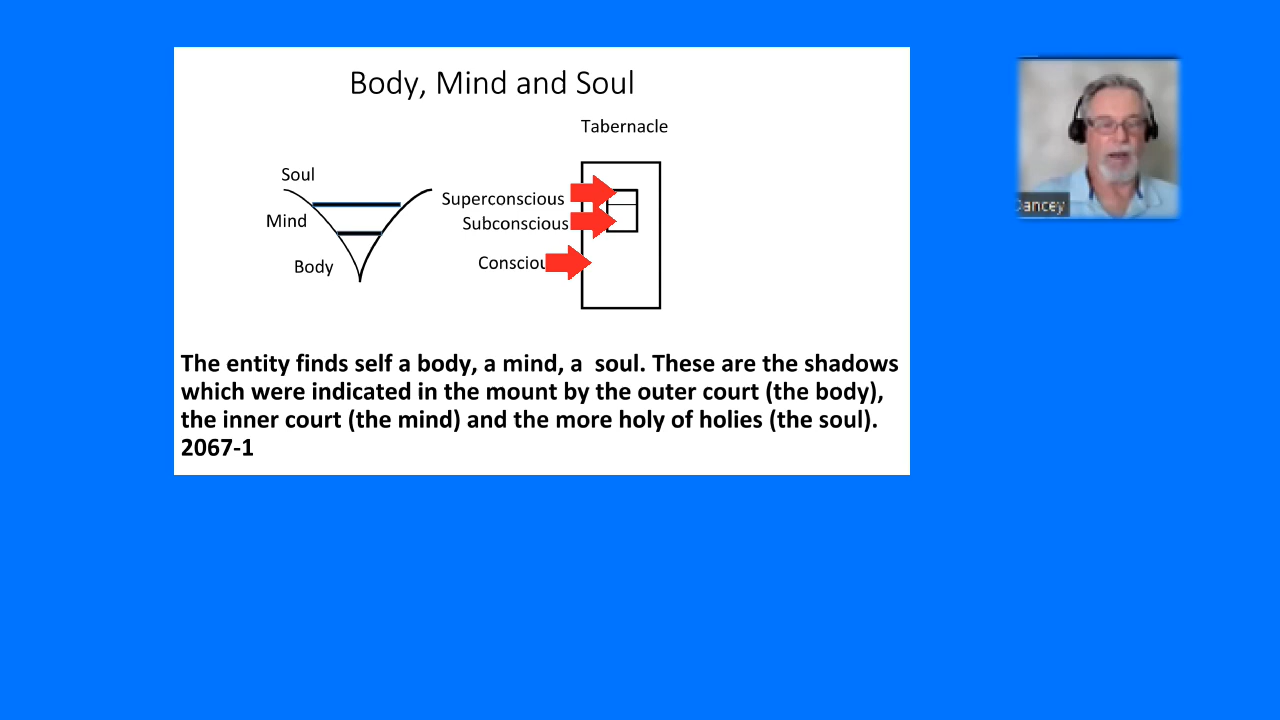 Body, Mind and Soul
Tabernacle
Soul
Mind
Body
Superconscious
Subconscious
Consciou
The entity finds self a body, a mind, a  soul. These are the shadows
which were indicated in the mount by the outer court (the body),
the inner court (the mind) and the more holy of holies (the soul).
2067-1
Dancey